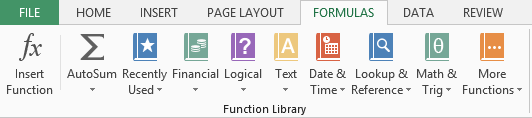 FILE HOME INSERT PAGE LAYOUT FORMULAS DATA REVIEW
fx Σ ? A θ
Insert AutoSum Recently Financial Logical Text Date & Lookup & Math & More
Function Used Time Reference Trig Functions
Function Library